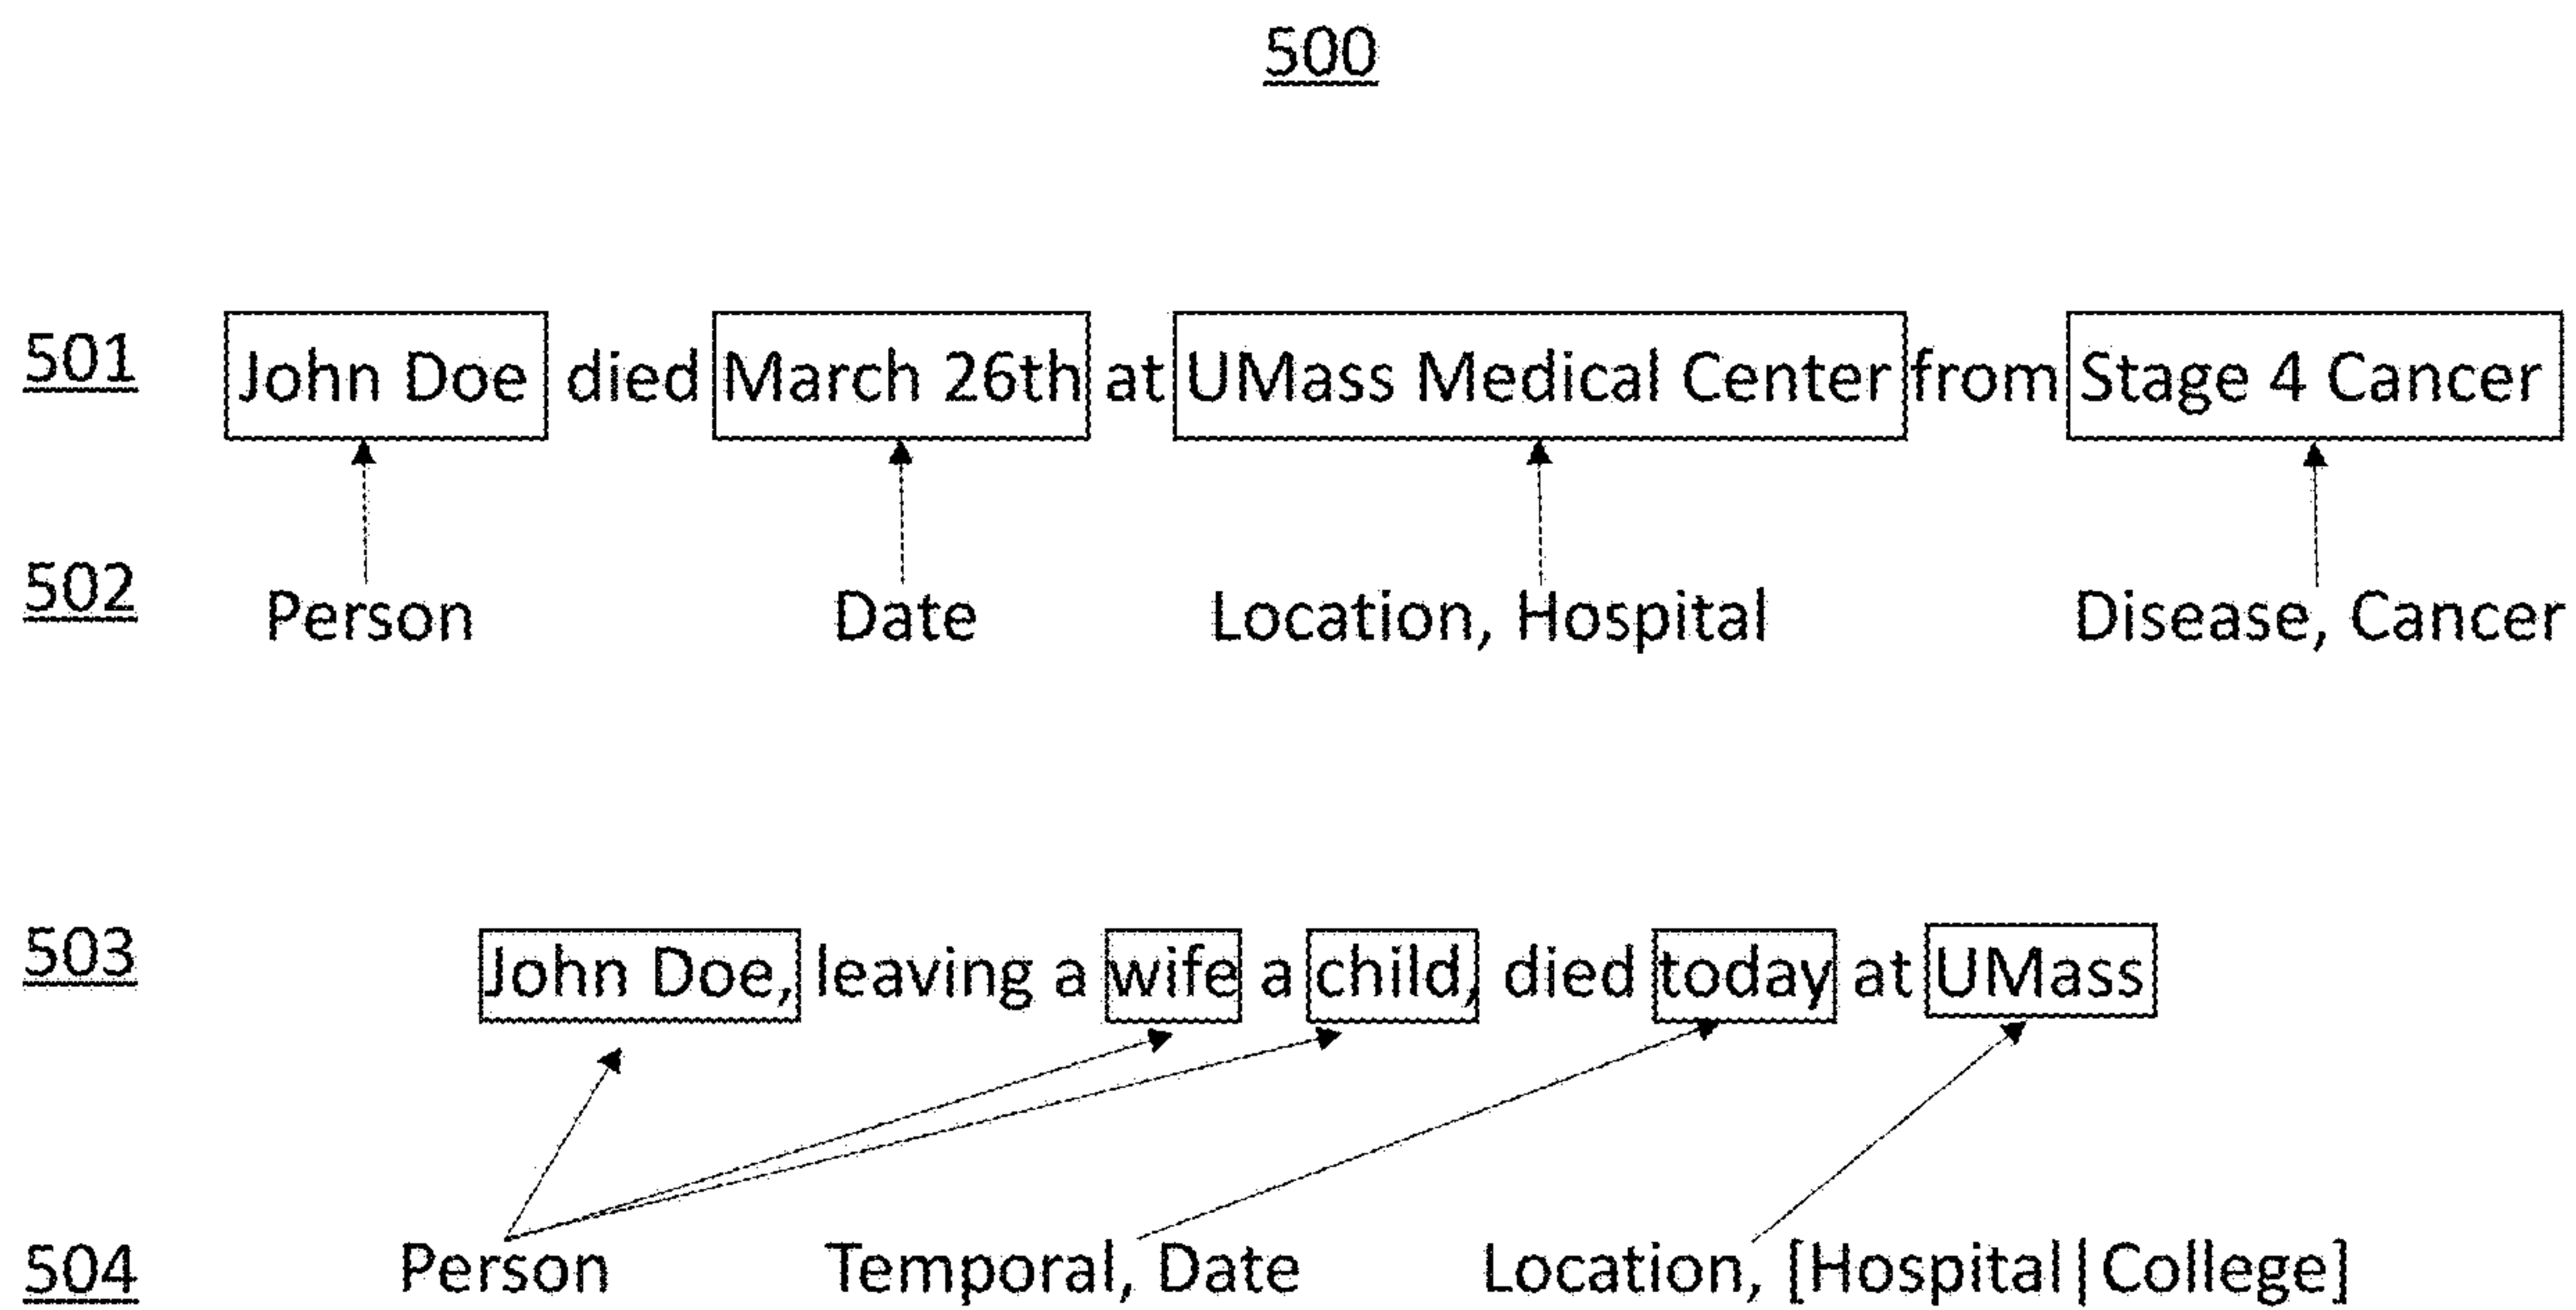 500
501 John Doe died March 26th at UMass Medical Center from Stage 4 Cancer
502 Person Date Location, Hospital Disease, Cancer
503 John Doe, leaving a wife a child, died today at UMass
504 Person Temporal, Date Location, [Hospital|College]